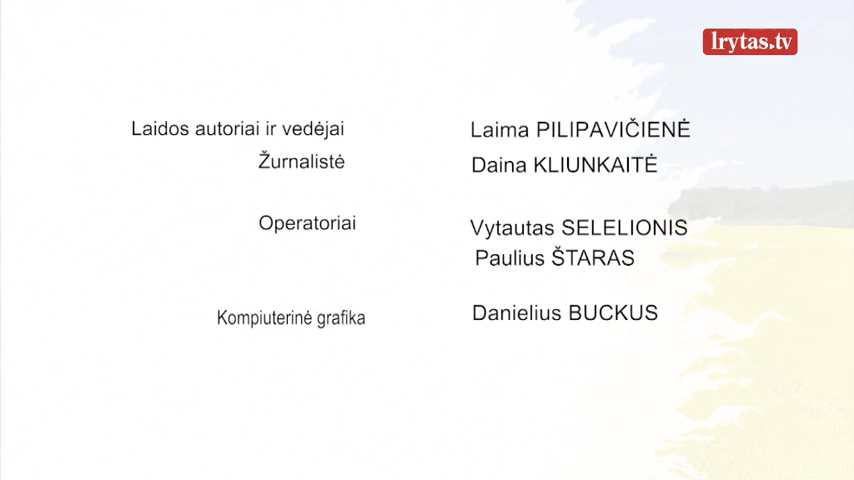 lrytas.tv
Laidos autoriai ir vedėjai Laima PILIPAVIČIENĖ
Žurnalistė Daina KLIUNKAITĖ
Operatoriai Vytautas SELELIONIS
Paulius ŠTARAS
Kompiuterinė grafika Danielius BUCKUS